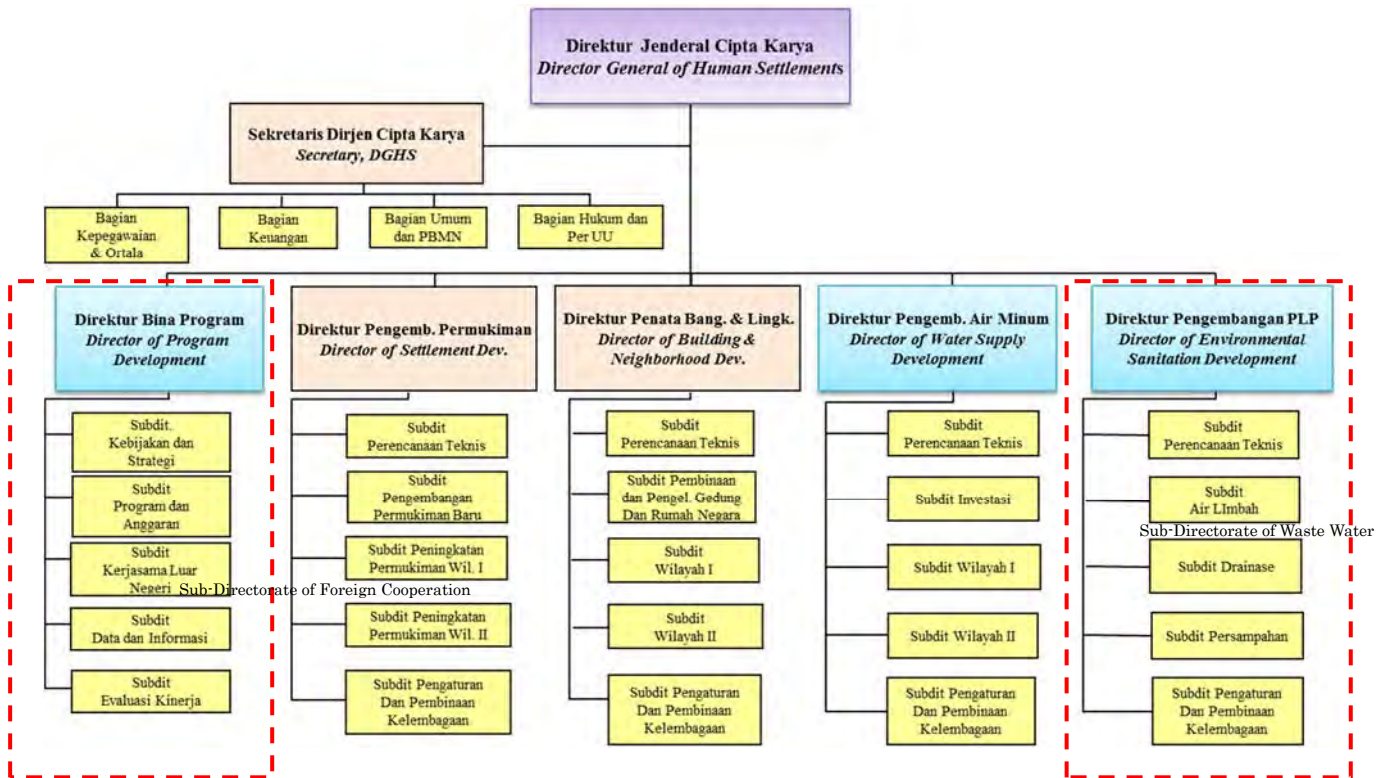 Direktur Jenderal Cipta Karya
Director General of Human Settlements
Sekretaris Dirjen Cipta Karya
Secretary, DGHS
Bagian
Kepegawaian
& Ortala
Bagian
Keuangan
Bagian Umum
dan PBMN
Bagian Hukum dan
Per UU
Direktur Bina Program
Director of Program
Development
Direktur Pengemb. Permukiman
Director of Settlement Dev.
Direktur Penata Bang. & Lingk.
Director of Building &
Neighborhood Dev.
Direktur Pengemb. Air Minum
Director of Water Supply
Development
Direktur Pengembangan PLP
Director of Environmental
Sanitation Development
Subdit.
Kebijakan dan
Strategi
Subdit
Program dan
Anggaran
Subdit
Kerjasama Luar
Negeri
Sub-Directorate of Foreign Cooperation
Subdit
Data dan Informasi
Subdit
Evaluasi Kinerja
Subdit
Perencanaan Teknis
Subdit
Pengembangan
Permukiman Baru
Subdit Peningkatan
Permukiman Wil. I
Subdit Peningkatan
Permukiman Wil. II
Subdit Pengaturan
Dan Pembinaan
Kelembagaan
Subdit
Perencanaan Teknis
Subdit Pembinaan
dan Pengel. Gedung
Dan Rumah Negara
Subdit
Wilayah I
Subdit
Wilayah II
Subdit Pengaturan
Dan Pembinaan
Kelembagaan
Subdit
Perencanaan Teknis
Subdit Investasi
Subdit Wilayah I
Subdit Wilayah II
Subdit Pengaturan
Dan Pembinaan
Kelembagaan
Subdit
Perencanaan Teknis
Subdit
Air LImbah
Sub-Directorate of Waste Water
Subdit Drainase
Subdit Persampahan
Subdit Pengaturan
Dan Pembinaan
Kelembagaan